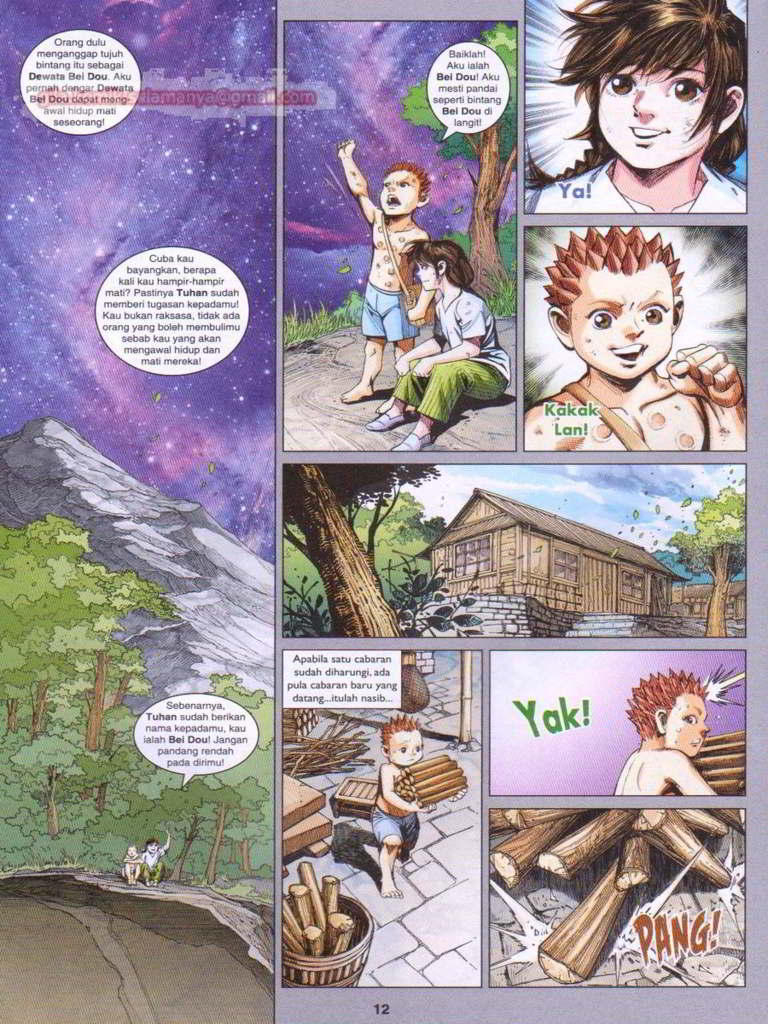 Orang dulu
menganggap tujuh
bintang itu sebagai
Dewata Bei Dou. Aku
pernah dengar Dewata
Bei Dou dapat meng-
awal hidup mati
seseorang!
Cuba kau
bayangkan, berapa
kali kau hampir-hampir
mati? Pastinya Tuhan sudah
memberi tugasan kepadamu!
Kau bukan raksasa, tidak ada
orang yang boleh membulimu
sebab kau yang akan
mengawal hidup dan
mati mereka!
Sebenarnya,
Tuhan sudah berikan
nama kepadamu, kau
ialah Bei Dou! Jangan
pandang rendah
pada dirimu!
Baiklah!
Aku ialah
Bei Dou! Aku
mesti pandai
seperti bintang
Bei Dou di
langit!
Ya!
Kakak
Lan!
Apabila satu cabaran
sudah diharungi, ada
pula cabaran baru yang
datang...itulah nasib...
Yak!
PANG!
12